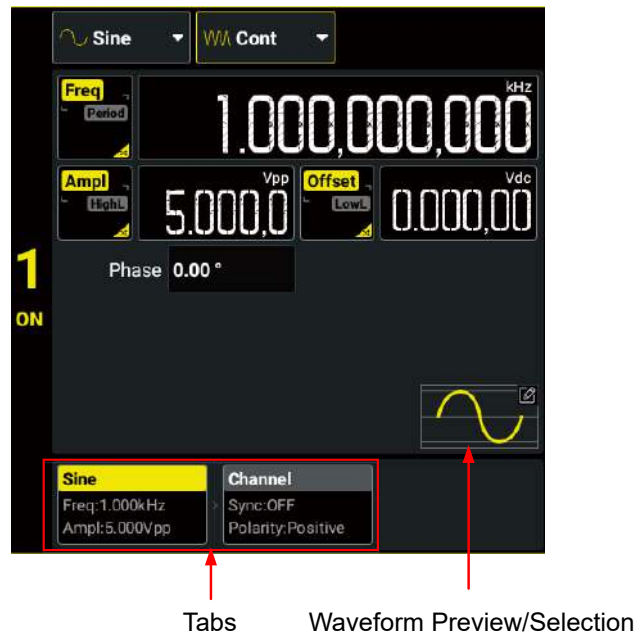 Sine Cont
Freq Period 1.000,000,000 kHz
Ampl HighL 5.000,0 Vpp Offset LowL 0.000,00 Vdc
1
ON
Phase 0.00 °
Sine Channel
Freq:1.000kHz Sync:OFF
Ampl:5.000Vpp Polarity:Positive
Tabs Waveform Preview/Selection